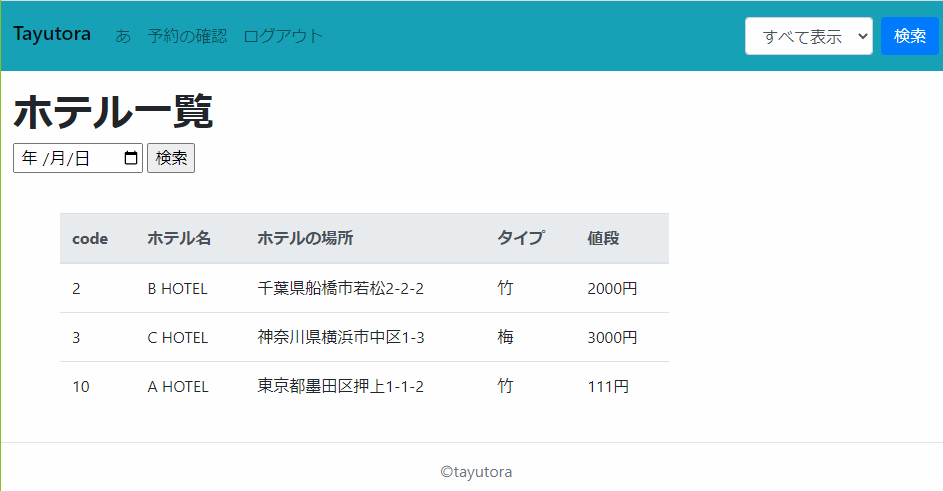 Tayutora あ 予約の確認 ログアウト すべて表示 検索
ホテル一覧
年 /月/日 検索
code ホテル名 ホテルの場所 タイプ 値段
2 B HOTEL 千葉県船橋市若松2-2-2 竹 2000円
3 C HOTEL 神奈川県横浜市中区1-3 梅 3000円
10 A HOTEL 東京都墨田区押上1-1-2 竹 111円
©tayutora